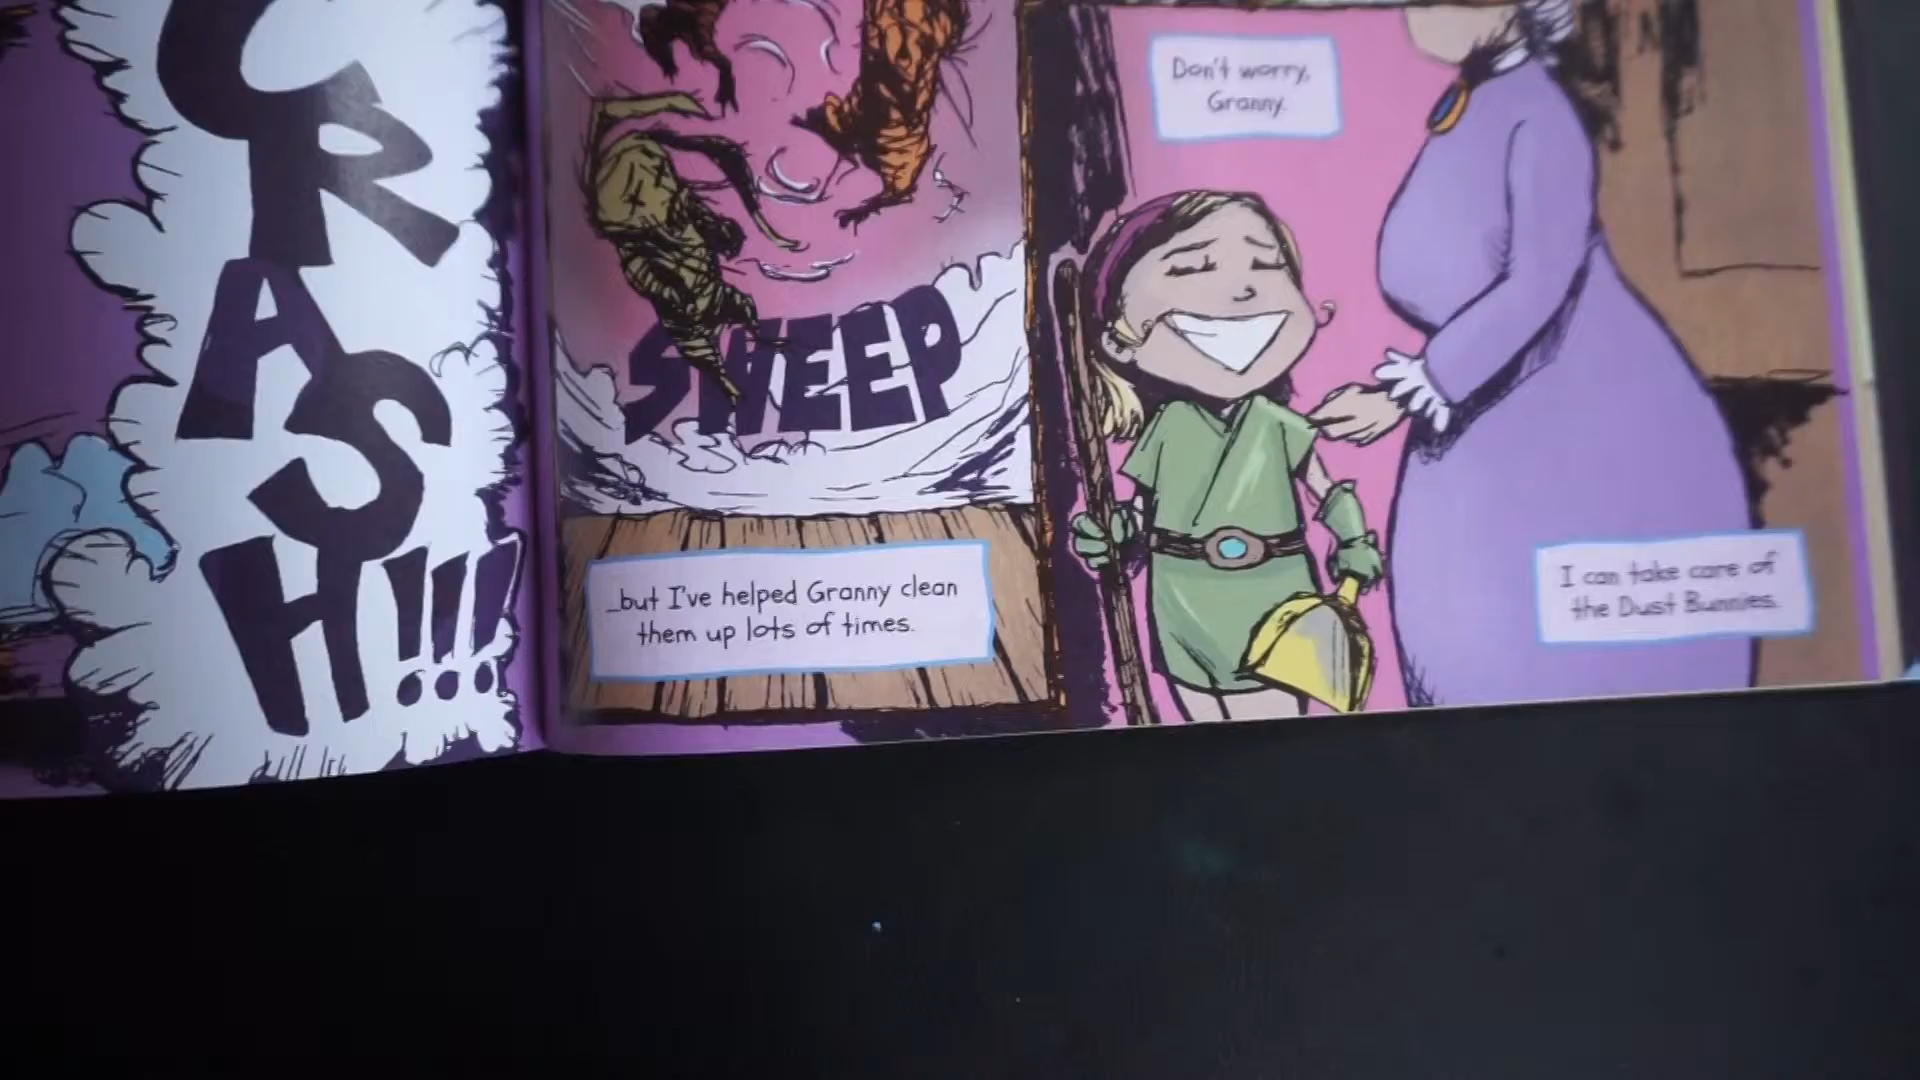 CRASH!!!
SWEEP
...but I've helped Granny clean
them up lots of times.
Don't worry,
Granny.
I can take care of
the Dust Bunnies.